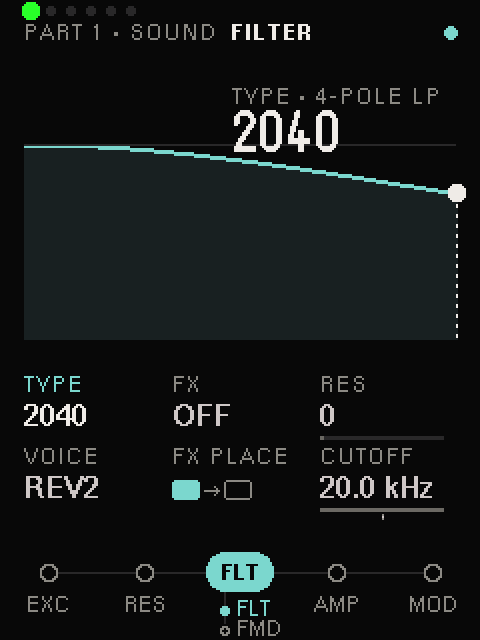 PART 1 · SOUND FILTER
TYPE · 4-POLE LP
2040
TYPE FX RES
2040 OFF 0
VOICE FX PLACE CUTOFF
REV2 → 20.0 kHz
FLT
EXC RES FLT AMP MOD
FMD